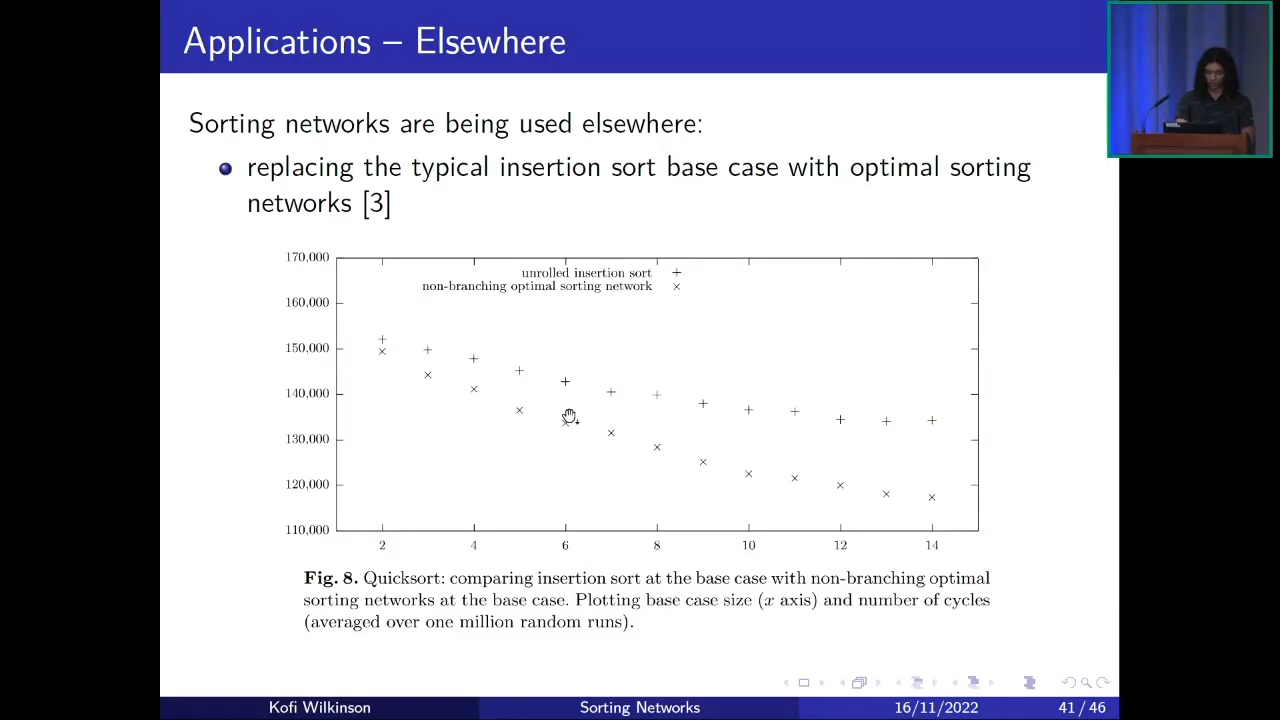 Applications – Elsewhere
Sorting networks are being used elsewhere:
replacing the typical insertion sort base case with optimal sorting
networks [3]
170,000
160,000
150,000
140,000
130,000
120,000
110,000
unrolled insertion sort
non-branching optimal sorting network
2 4 6 8 10 12 14
Fig. 8. Quicksort: comparing insertion sort at the base case with non-branching optimal
sorting networks at the base case. Plotting base case size (x axis) and number of cycles
(averaged over one million random runs).
Kofi Wilkinson Sorting Networks 16/11/2022 41 / 46